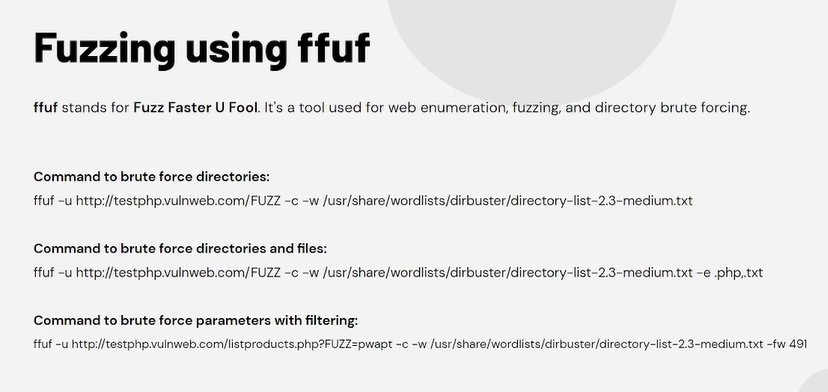 Fuzzing using ffuf
ffuf stands for Fuzz Faster U Fool. It's a tool used for web enumeration, fuzzing, and directory brute forcing.
Command to brute force directories:
ffuf -u http://testphp.vulnweb.com/FUZZ -c -w /usr/share/wordlists/dirbuster/directory-list-2.3-medium.txt
Command to brute force directories and files:
ffuf -u http://testphp.vulnweb.com/FUZZ -c -w /usr/share/wordlists/dirbuster/directory-list-2.3-medium.txt -e .php,.txt
Command to brute force parameters with filtering:
ffuf -u http://testphp.vulnweb.com/listproducts.php?FUZZ=pwapt -c -w /usr/share/wordlists/dirbuster/directory-list-2.3-medium.txt -fw 491